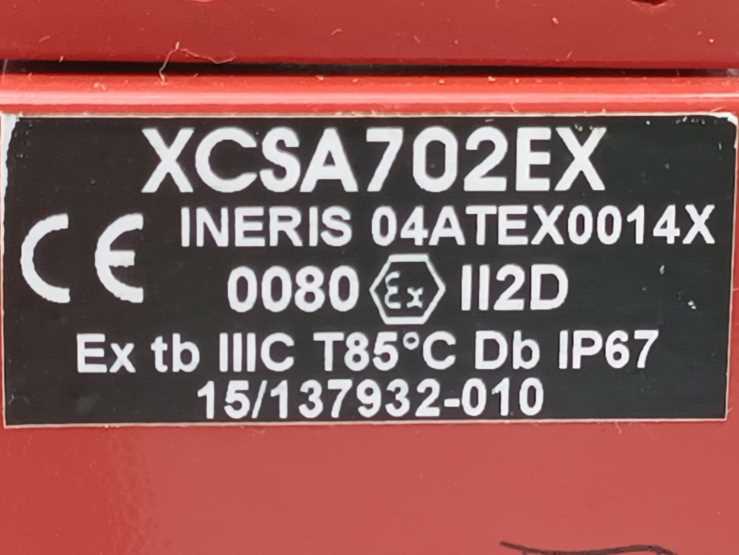 XCSA702EX
CE INERIS 04ATEX0014X
0080 Ex II2D
Ex tb IIIC T85°C Db IP67
15/137932-010